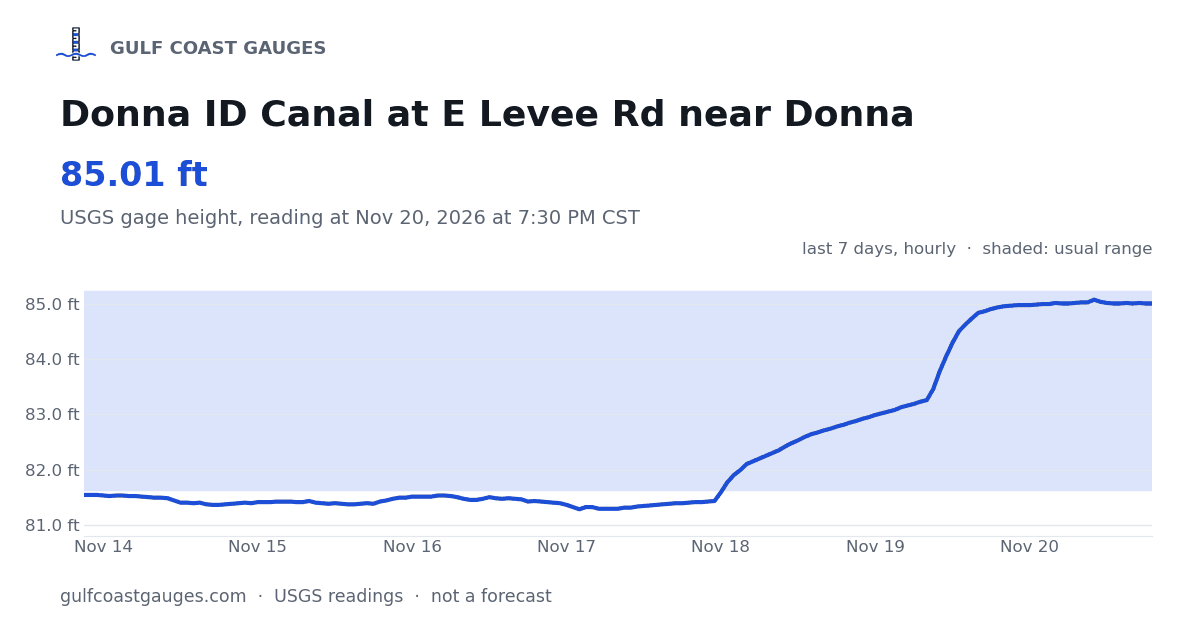 GULF COAST GAUGES
Donna ID Canal at E Levee Rd near Donna
85.01 ft
USGS gage height, reading at Nov 20, 2026 at 7:30 PM CST
last 7 days, hourly · shaded: usual range
85.0 ft
84.0 ft
83.0 ft
82.0 ft
81.0 ft
Nov 14 Nov 15 Nov 16 Nov 17 Nov 18 Nov 19 Nov 20
gulfcoastgauges.com · USGS readings · not a forecast